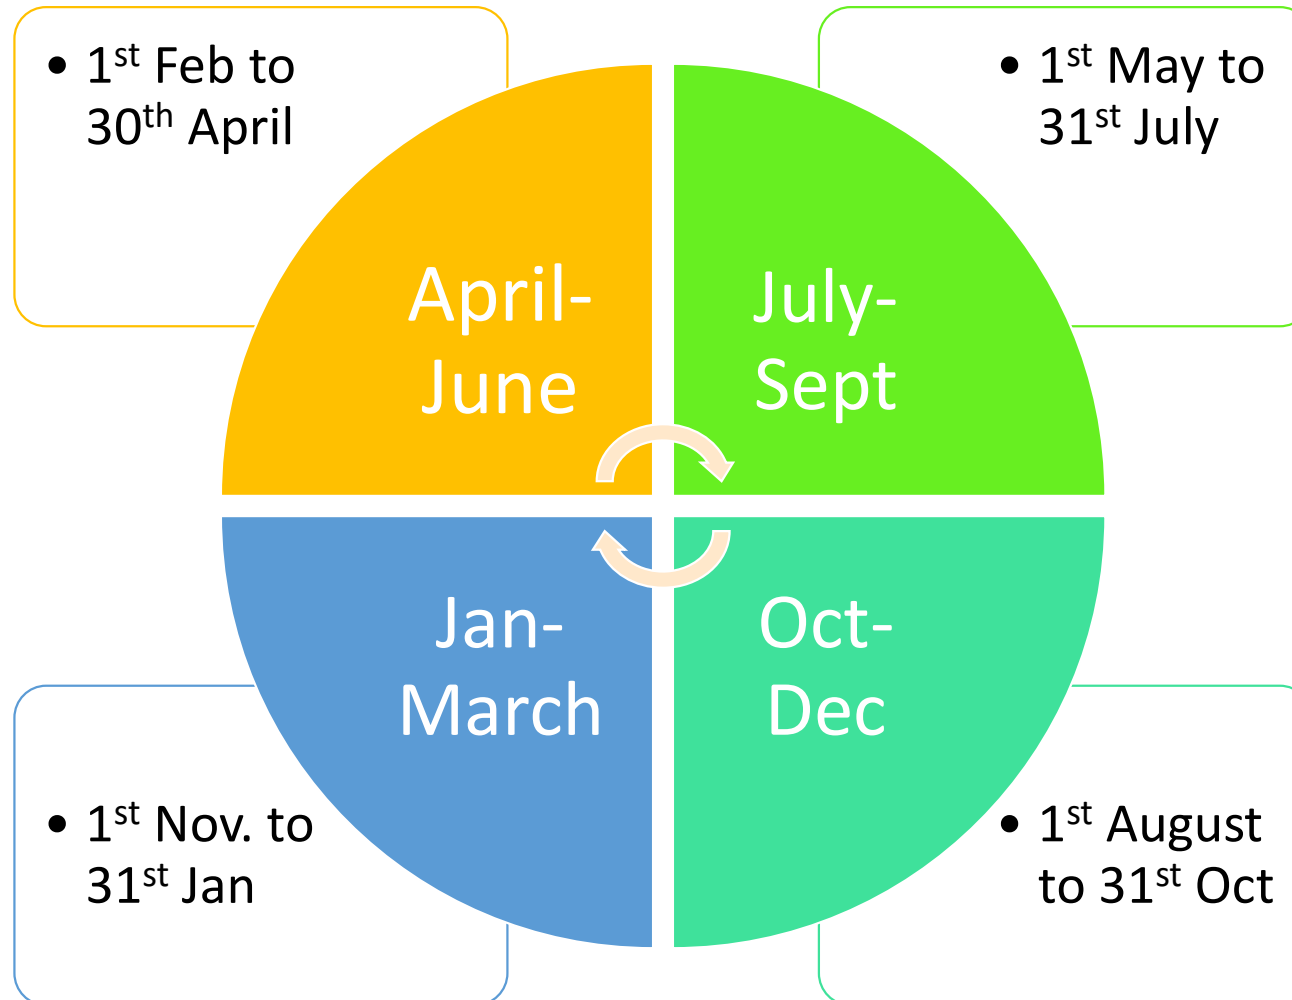 • 1st Feb to
30th April
• 1st May to
31st July
April-
June
July-
Sept
Jan-
March
Oct-
Dec
• 1st Nov. to
31st Jan
• 1st August
to 31st Oct